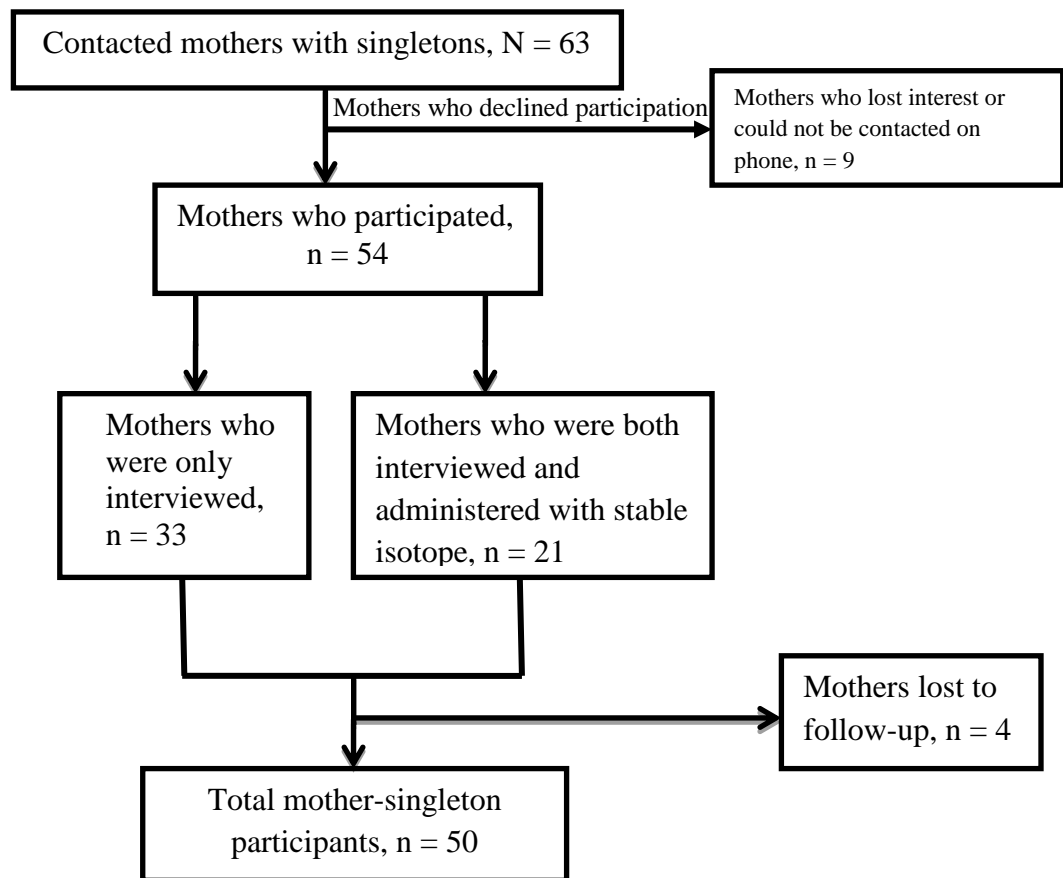 Contacted mothers with singletons, N = 63
Mothers who declined participation
Mothers who lost interest or
could not be contacted on
phone, n = 9
Mothers who participated,
n = 54
Mothers who
were only
interviewed,
n = 33
Mothers who were both
interviewed and
administered with stable
isotope, n = 21
Mothers lost to
follow-up, n = 4
Total mother-singleton
participants, n = 50